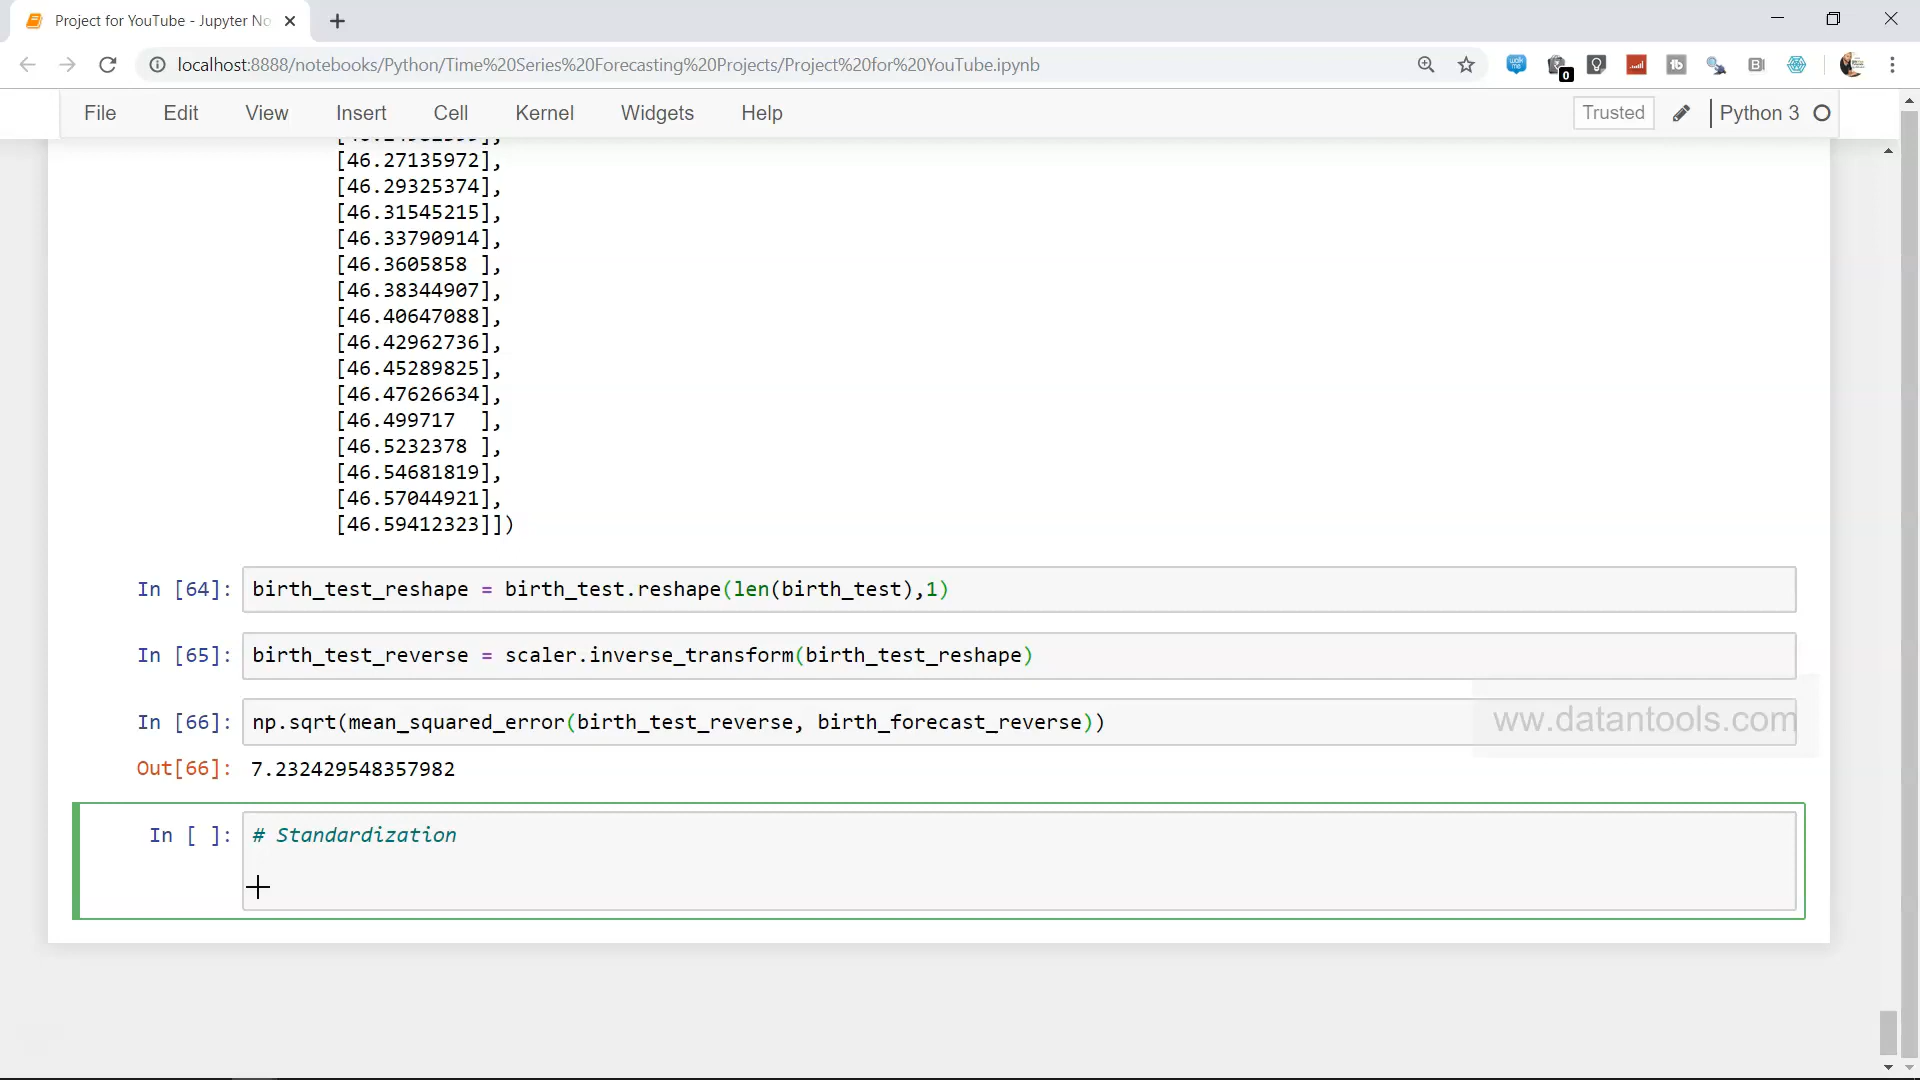 Project for YouTube - Jupyter No
localhost:8888/notebooks/Python/Time%20Series%20Forecasting%20Projects/Project%20for%20YouTube.ipynb
0
File Edit View Insert Cell Kernel Widgets Help Trusted Python 3
[46.27135972],
[46.29325374],
[46.31545215],
[46.33790914],
[46.3605858 ],
[46.38344907],
[46.40647088],
[46.42962736],
[46.45289825],
[46.47626634],
[46.499717  ],
[46.5232378 ],
[46.54681819],
[46.57044921],
[46.59412323]])
In [64]: birth_test_reshape = birth_test.reshape(len(birth_test),1)
In [65]: birth_test_reverse = scaler.inverse_transform(birth_test_reshape)
In [66]: np.sqrt(mean_squared_error(birth_test_reverse, birth_forecast_reverse))
ww.datantools.com
Out[66]: 7.232429548357982
In [ ]: # Standardization